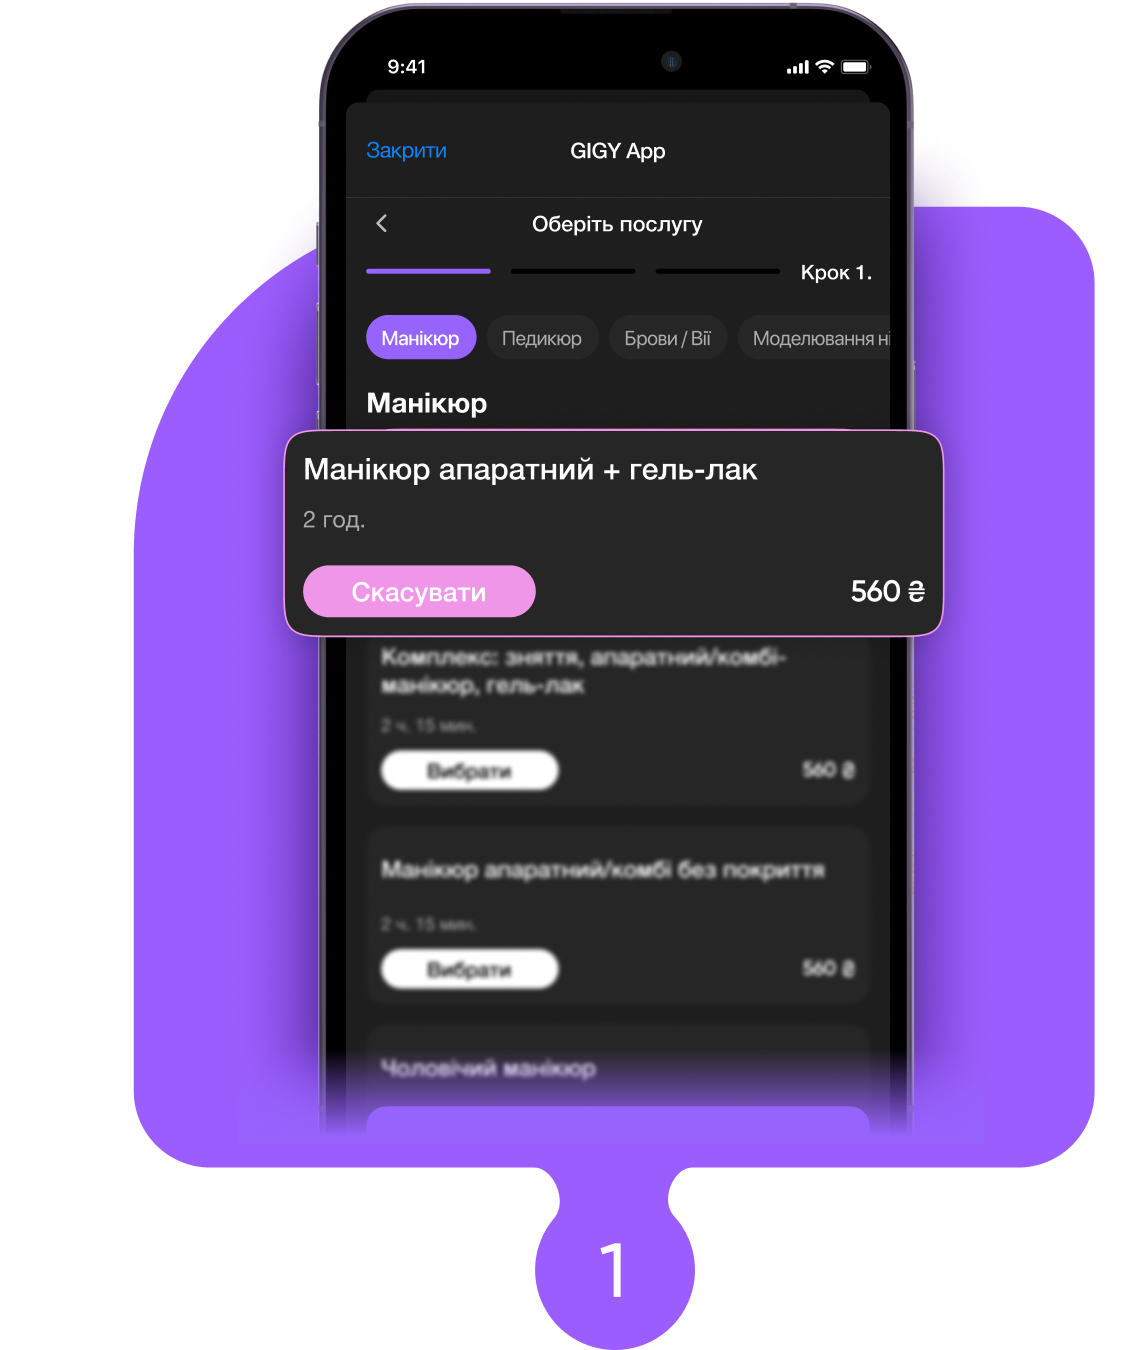 9:41
Закрити
GIGY App
Оберіть послугу
Крок 1.
Манікюр
Педикюр
Брови / Вії
Моделювання ні
Манікюр
Манікюр апаратний + гель-лак
2 год.
Скасувати
560 ₴
Комплекс: зняття, апаратний/комбі-
манікюр, гель-лак
2 ч. 15 мин.
Вибрати
560 ₴
Манікюр апаратний/комбі без покриття
2 ч. 15 мин.
Вибрати
560 ₴
Чоловічий манікюр
1